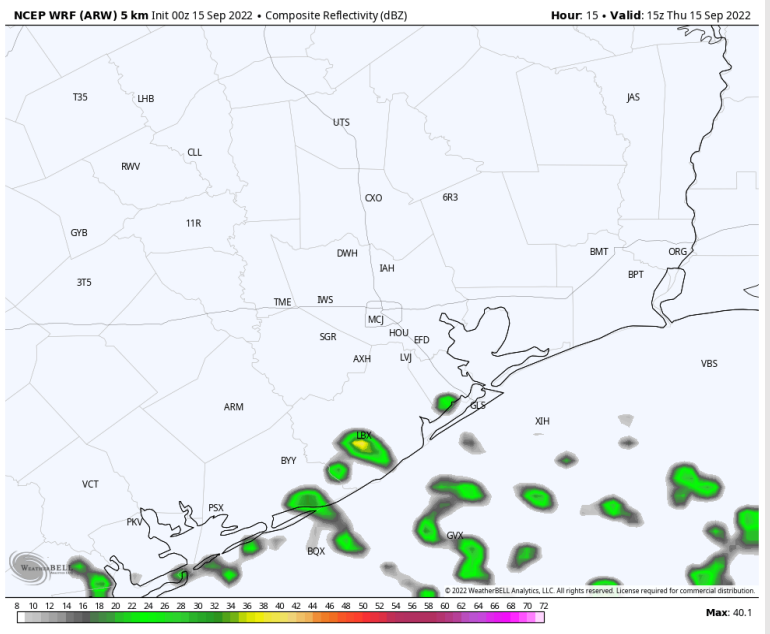 NCEP WRF (ARW) 5 km Init 00z 15 Sep 2022 • Composite Reflectivity (dBZ) Hour: 15 • Valid: 15z Thu 15 Sep 2022
T35 LHB JAS
UTS
CLL
RWV
CXO 6R3
11R
GYB
DWH BMT ORG
IAH
BPT
3T5
TME IWS
MCJ
SGR HOU EFD
AXH LVJ
VBS
ARM GLS
XIH
LBX
BYY
VCT
PSX
PKV
GVX
BQX
WEATHERBELL
© 2022 WeatherBELL Analytics, LLC. All rights reserved. License required for commercial distribution.
8 10 12 14 16 18 20 22 24 26 28 30 32 34 36 38 40 42 44 46 48 50 52 54 56 58 60 62 64 66 68 70 72
Max: 40.1